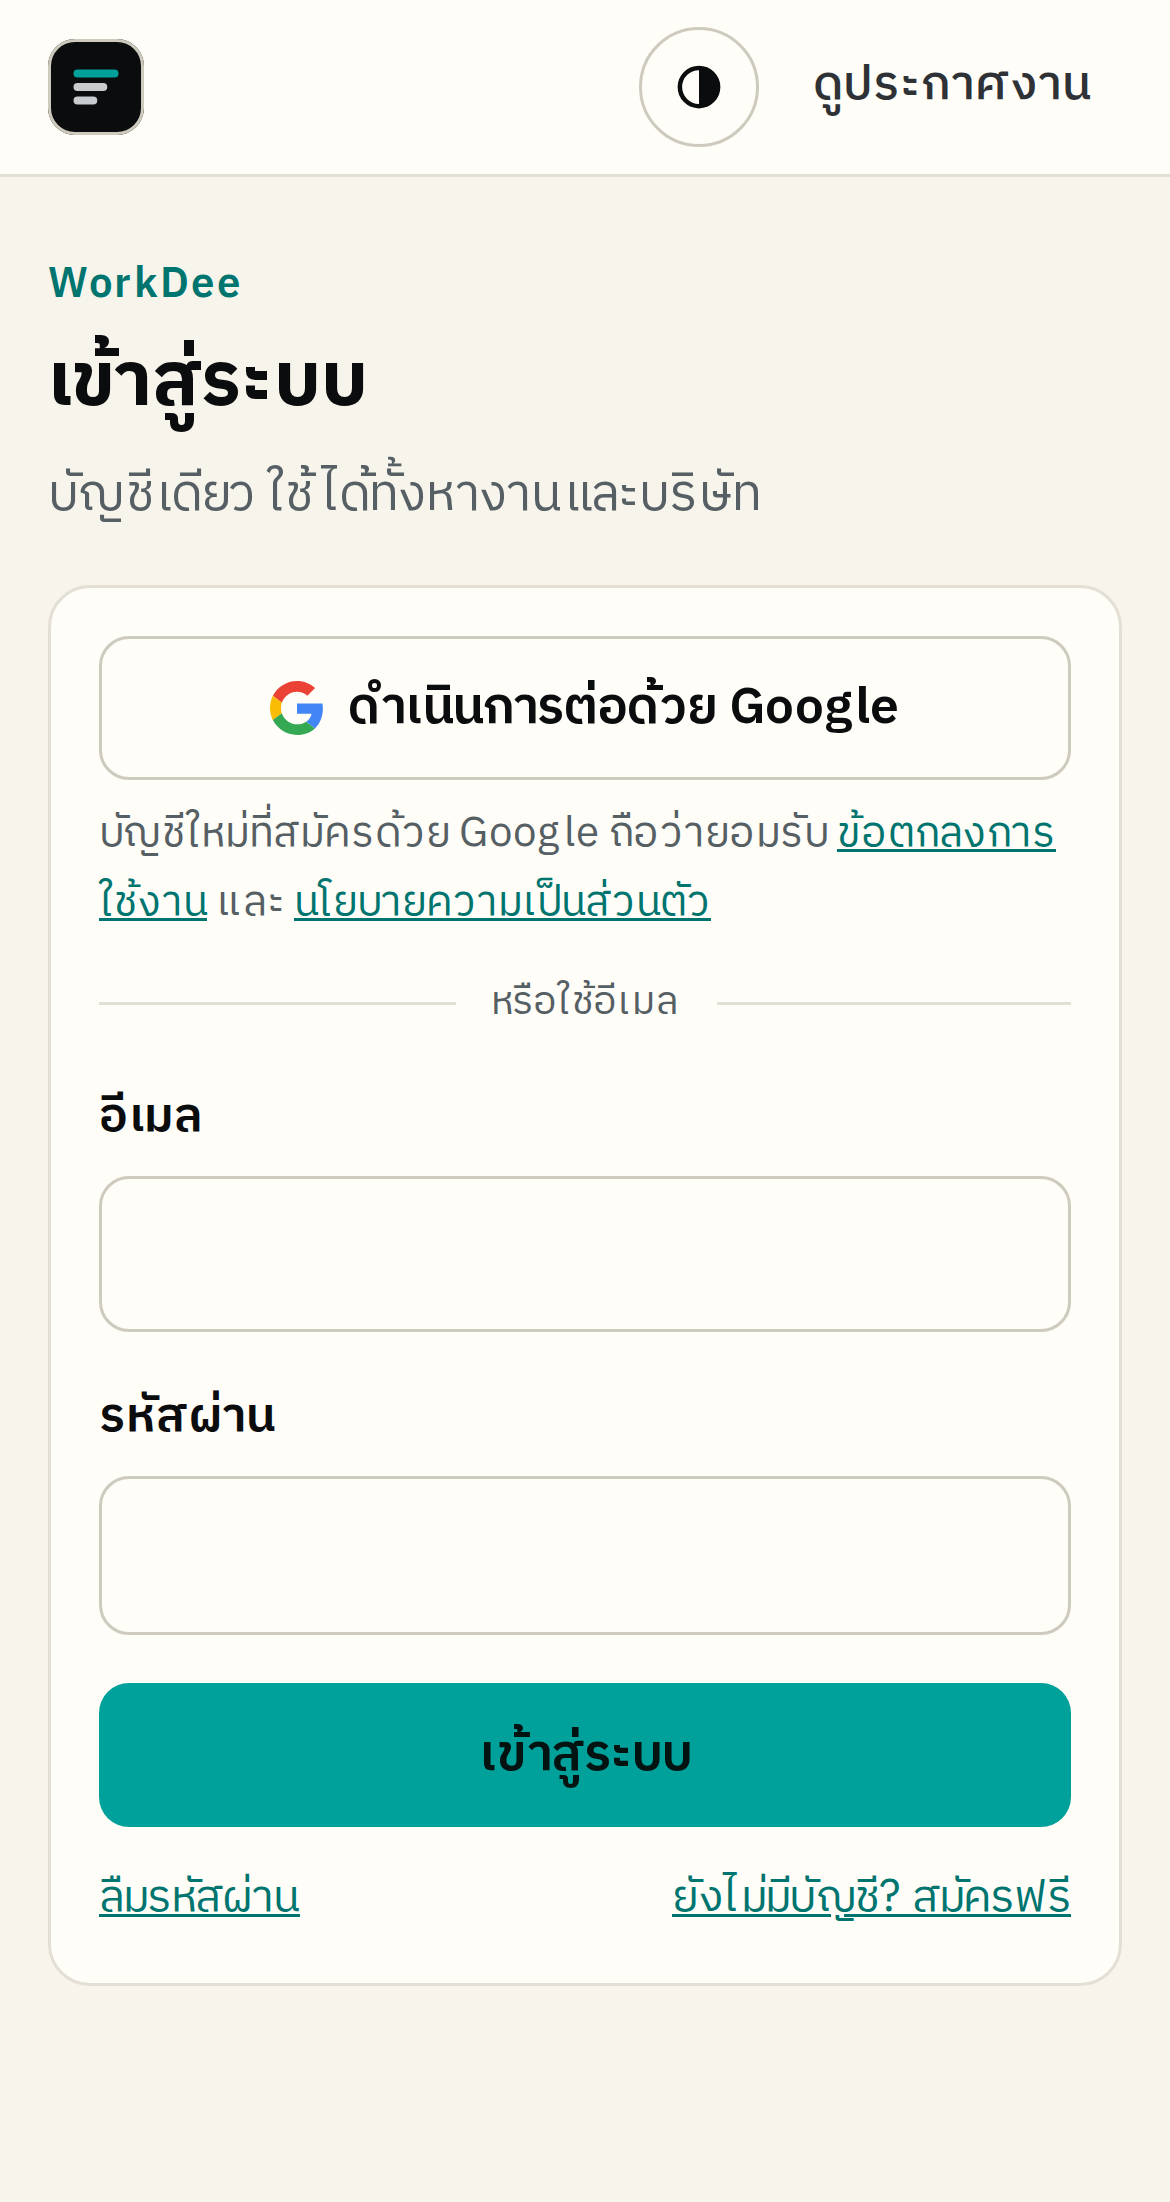 ดูประกาศงาน
WorkDee
เข้าสู่ระบบ
บัญชีเดียว ใช้ได้ทั้งหางานและบริษัท
ดำเนินการต่อด้วย Google
บัญชีใหม่ที่สมัครด้วย Google ถือว่ายอมรับ ข้อตกลงการ
ใช้งาน และ นโยบายความเป็นส่วนตัว
หรือใช้อีเมล
อีเมล
รหัสผ่าน
เข้าสู่ระบบ
ลืมรหัสผ่าน
ยังไม่มีบัญชี? สมัครฟรี